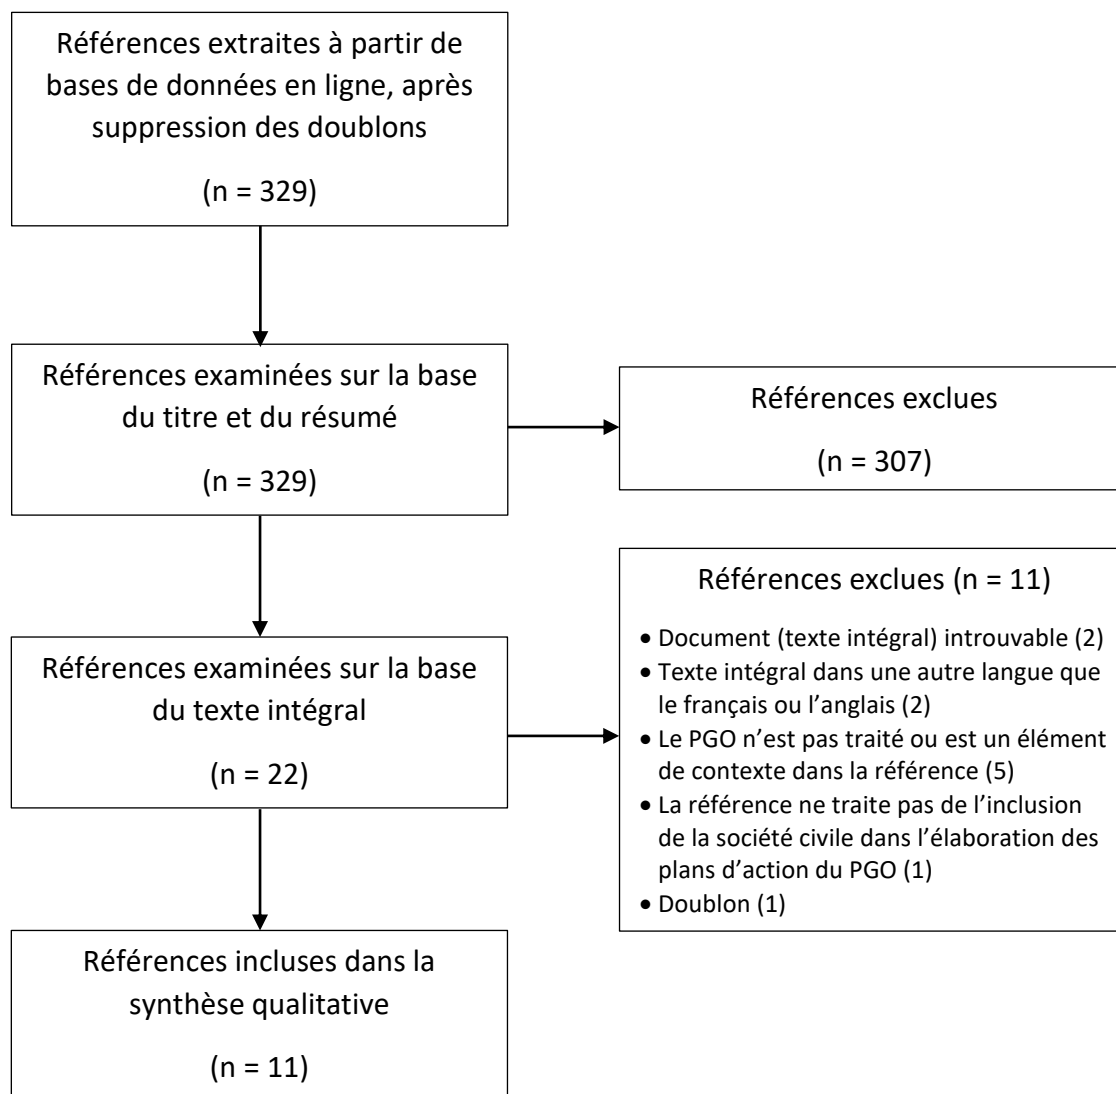 Références extraites à partir de
bases de données en ligne, après
suppression des doublons
(n = 329)
Références examinées sur la base
du titre et du résumé
(n = 329)
Références exclues
(n = 307)
Références examinées sur la base
du texte intégral
(n = 22)
Références exclues (n = 11)
• Document (texte intégral) introuvable (2)
• Texte intégral dans une autre langue que
le français ou l’anglais (2)
• Le PGO n’est pas traité ou est un élément
de contexte dans la référence (5)
• La référence ne traite pas de l’inclusion
de la société civile dans l’élaboration des
plans d’action du PGO (1)
• Doublon (1)
Références incluses dans la
synthèse qualitative
(n = 11)